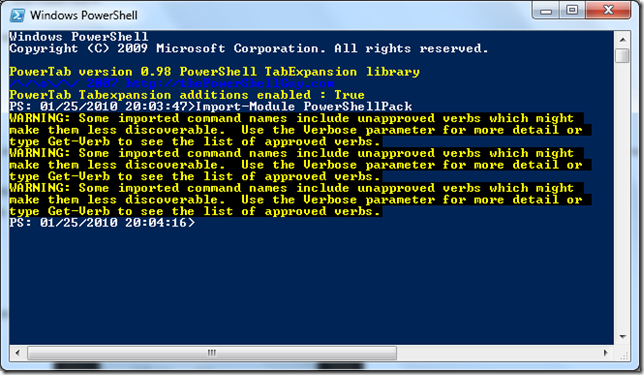 Windows PowerShell
Windows PowerShell
Copyright (C) 2009 Microsoft Corporation. All rights reserved.
PowerTab version 0.98 PowerShell TabExpansion library
PowerTab Tabexpansion additions enabled : True
PS: 01/25/2010 20:03:47>Import-Module PowerShellPack
WARNING: Some imported command names include unapproved verbs which might
make them less discoverable.  Use the Verbose parameter for more detail or
type Get-Verb to see the list of approved verbs.
WARNING: Some imported command names include unapproved verbs which might
make them less discoverable.  Use the Verbose parameter for more detail or
type Get-Verb to see the list of approved verbs.
WARNING: Some imported command names include unapproved verbs which might
make them less discoverable.  Use the Verbose parameter for more detail or
type Get-Verb to see the list of approved verbs.
PS: 01/25/2010 20:04:16>